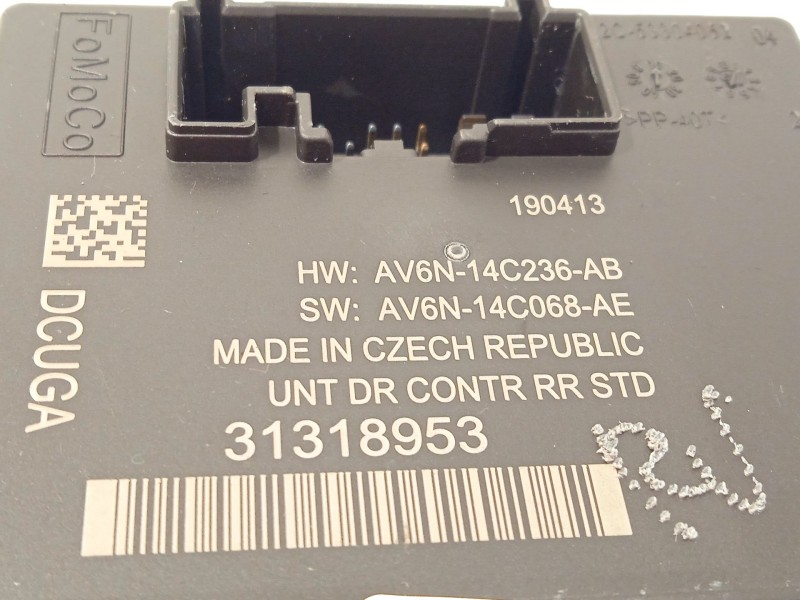 FoMoCo
190413
HW: AV6N-14C236-AB
SW: AV6N-14C068-AE
MADE IN CZECH REPUBLIC
UNT DR CONTR RR STD
31318953
DCUGA